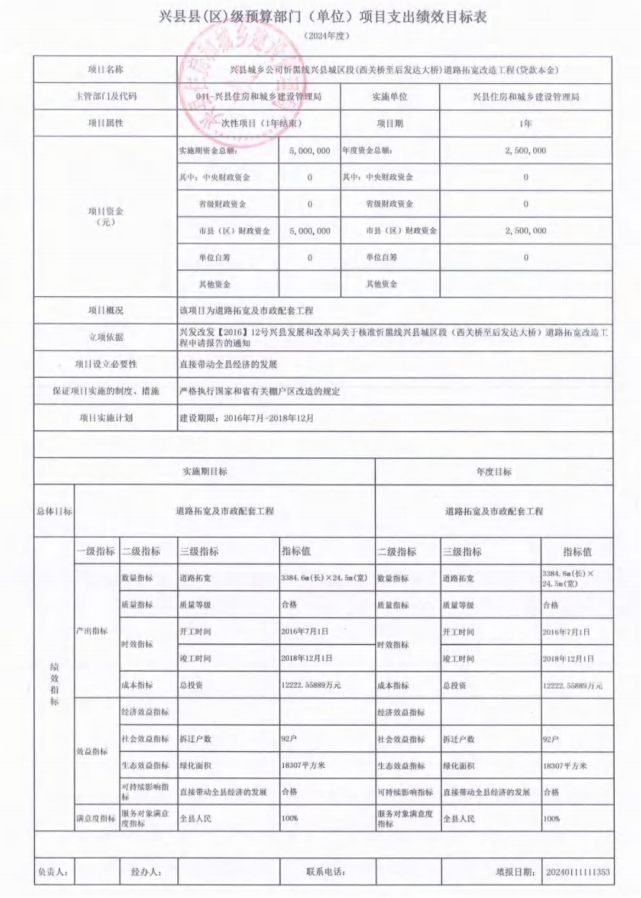 兴县县(区)级预算部门（单位）项目支出绩效目标表
（2024年度）
项目名称 兴县城乡公司忻黑线兴县城区段(西关桥至后发达大桥)道路拓宽改造工程(贷款本金)
主管部门及代码 041-兴县住房和城乡建设管理局 实施单位 兴县住房和城乡建设管理局
项目属性 一次性项目（1年结束） 项目期 1年
项目资金
（元）
实施期资金总额： 5,000,000 年度资金总额： 2,500,000
其中：中央财政资金 0 其中：中央财政资金 0
省级财政资金 0 省级财政资金 0
市县（区）财政资金 5,000,000 市县（区）财政资金 2,500,000
单位自筹 0 单位自筹 0
其他资金 其他资金
项目概况 该项目为道路拓宽及市政配套工程
立项依据 兴发改发【2016】12号兴县发展和改革局关于核准忻黑线兴县城区段（西关桥至后发达大桥）道路拓宽改造工
程申请报告的通知
项目设立必要性 直接带动全县经济的发展
保证项目实施的制度、措施 严格执行国家和省有关棚户区改造的规定
项目实施计划 建设期限：2016年7月-2018年12月
实施期目标 年度目标
总体目标 道路拓宽及市政配套工程 道路拓宽及市政配套工程
绩效指标
一级指标 二级指标 三级指标 指标值 二级指标 三级指标 指标值
产出指标
数量指标 道路拓宽 3384.6m(长)×24.5m(宽) 数量指标 道路拓宽 3384.6m(长)×
24.5m(宽)
质量指标 质量等级 合格 质量指标 质量等级 合格
时效指标 开工时间 2016年7月1日 时效指标 开工时间 2016年7月1日
竣工时间 2018年12月1日 竣工时间 2018年12月1日
成本指标 总投资 12222.55889万元 成本指标 总投资 12222.55889万元
效益指标
经济效益指标 经济效益指标
社会效益指标 拆迁户数 92户 社会效益指标 拆迁户数 92户
生态效益指标 绿化面积 18307平方米 生态效益指标 绿化面积 18307平方米
可持续影响指
标 直接带动全县经济的发展 合格 可持续影响指标 直接带动全县经济的发展 合格
满意度指标 服务对象满意
度指标 全县人民 100% 服务对象满意度
指标 全县人民 100%
负责人： 经办人： 联系电话： 填报日期： 20240111111353